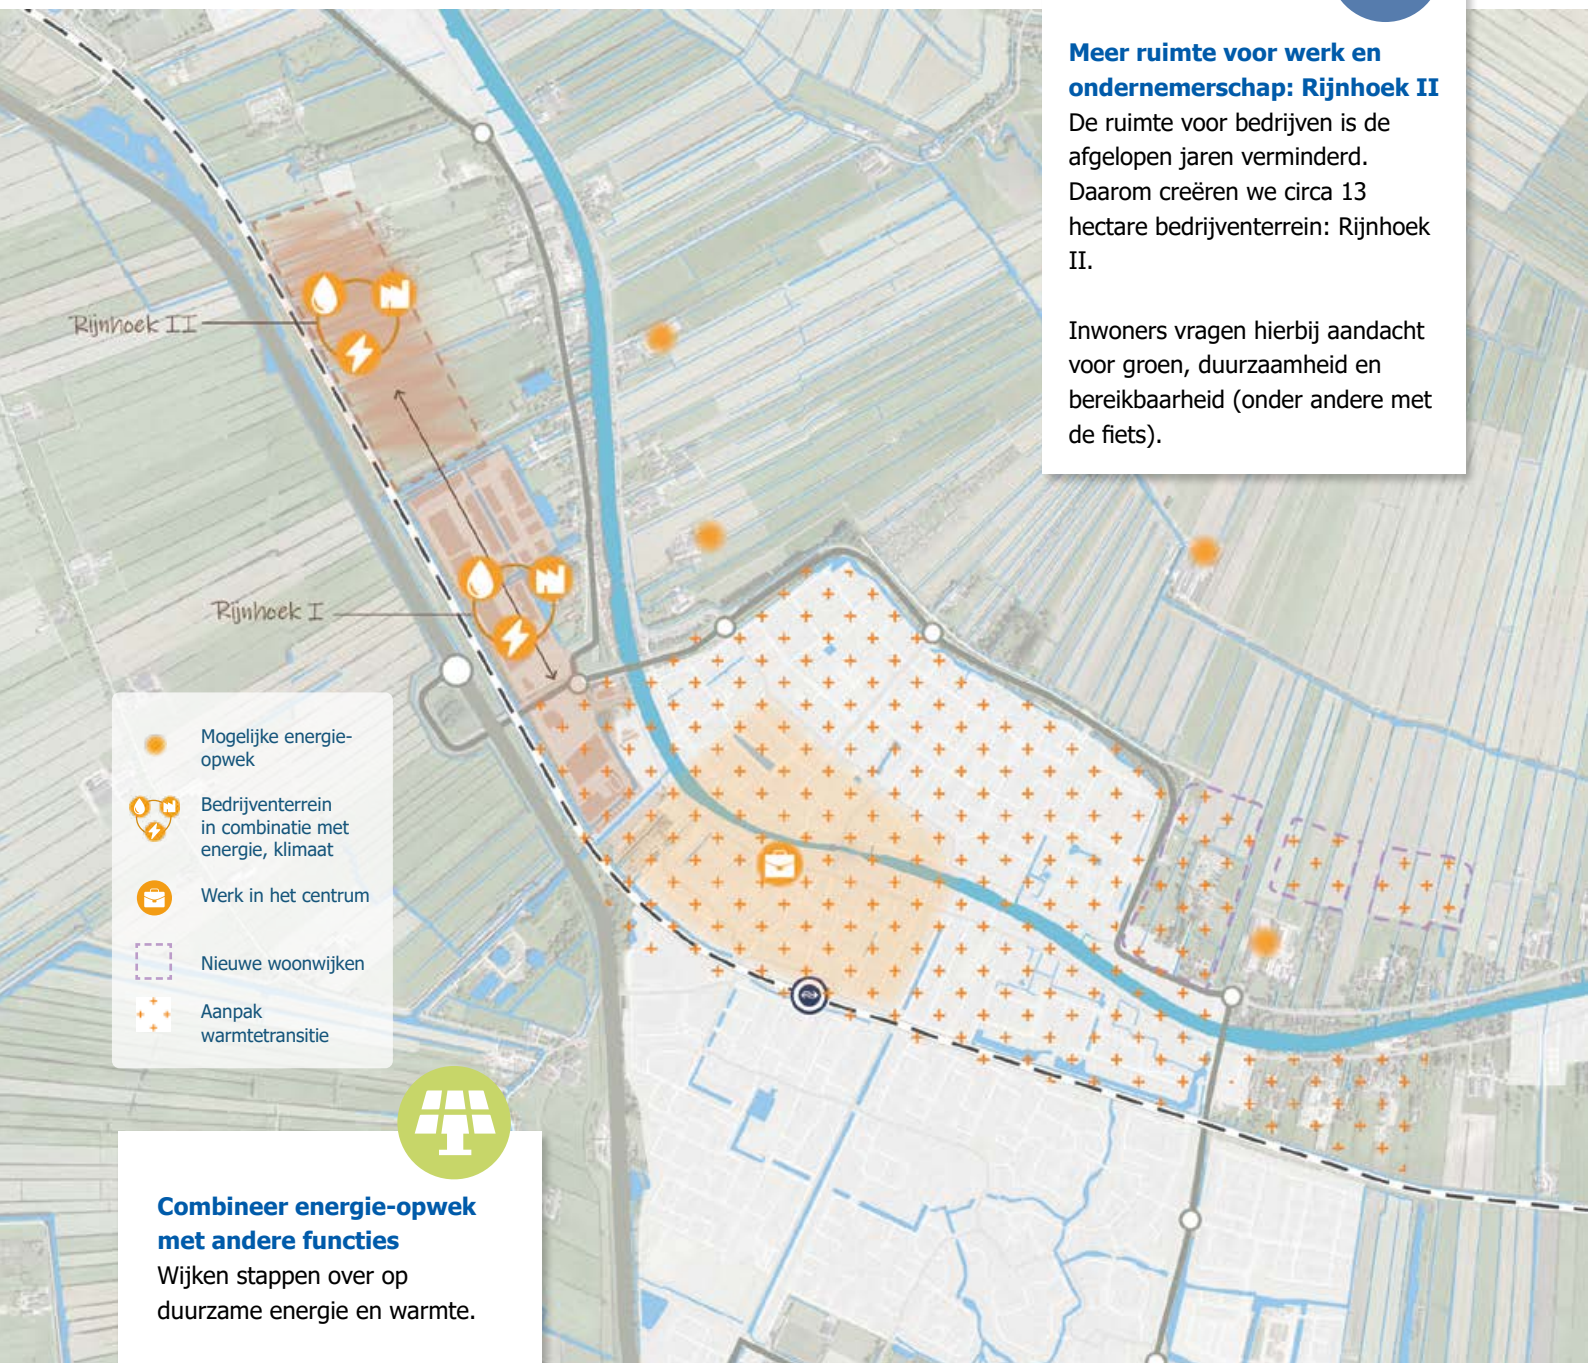 Meer ruimte voor werk en
ondernemerschap: Rijnhoek II
De ruimte voor bedrijven is de
afgelopen jaren verminderd.
Daarom creëren we circa 13
hectare bedrijventerrein: Rijnhoek
II.
Inwoners vragen hierbij aandacht
voor groen, duurzaamheid en
bereikbaarheid (onder andere met
de fiets).
Rijnhoek II
Rijnhoek I
Mogelijke energie-
opwek
Bedrijventerrein
in combinatie met
energie, klimaat
Werk in het centrum
Nieuwe woonwijken
Aanpak
warmtetransitie
Combineer energie-opwek
met andere functies
Wijken stappen over op
duurzame energie en warmte.